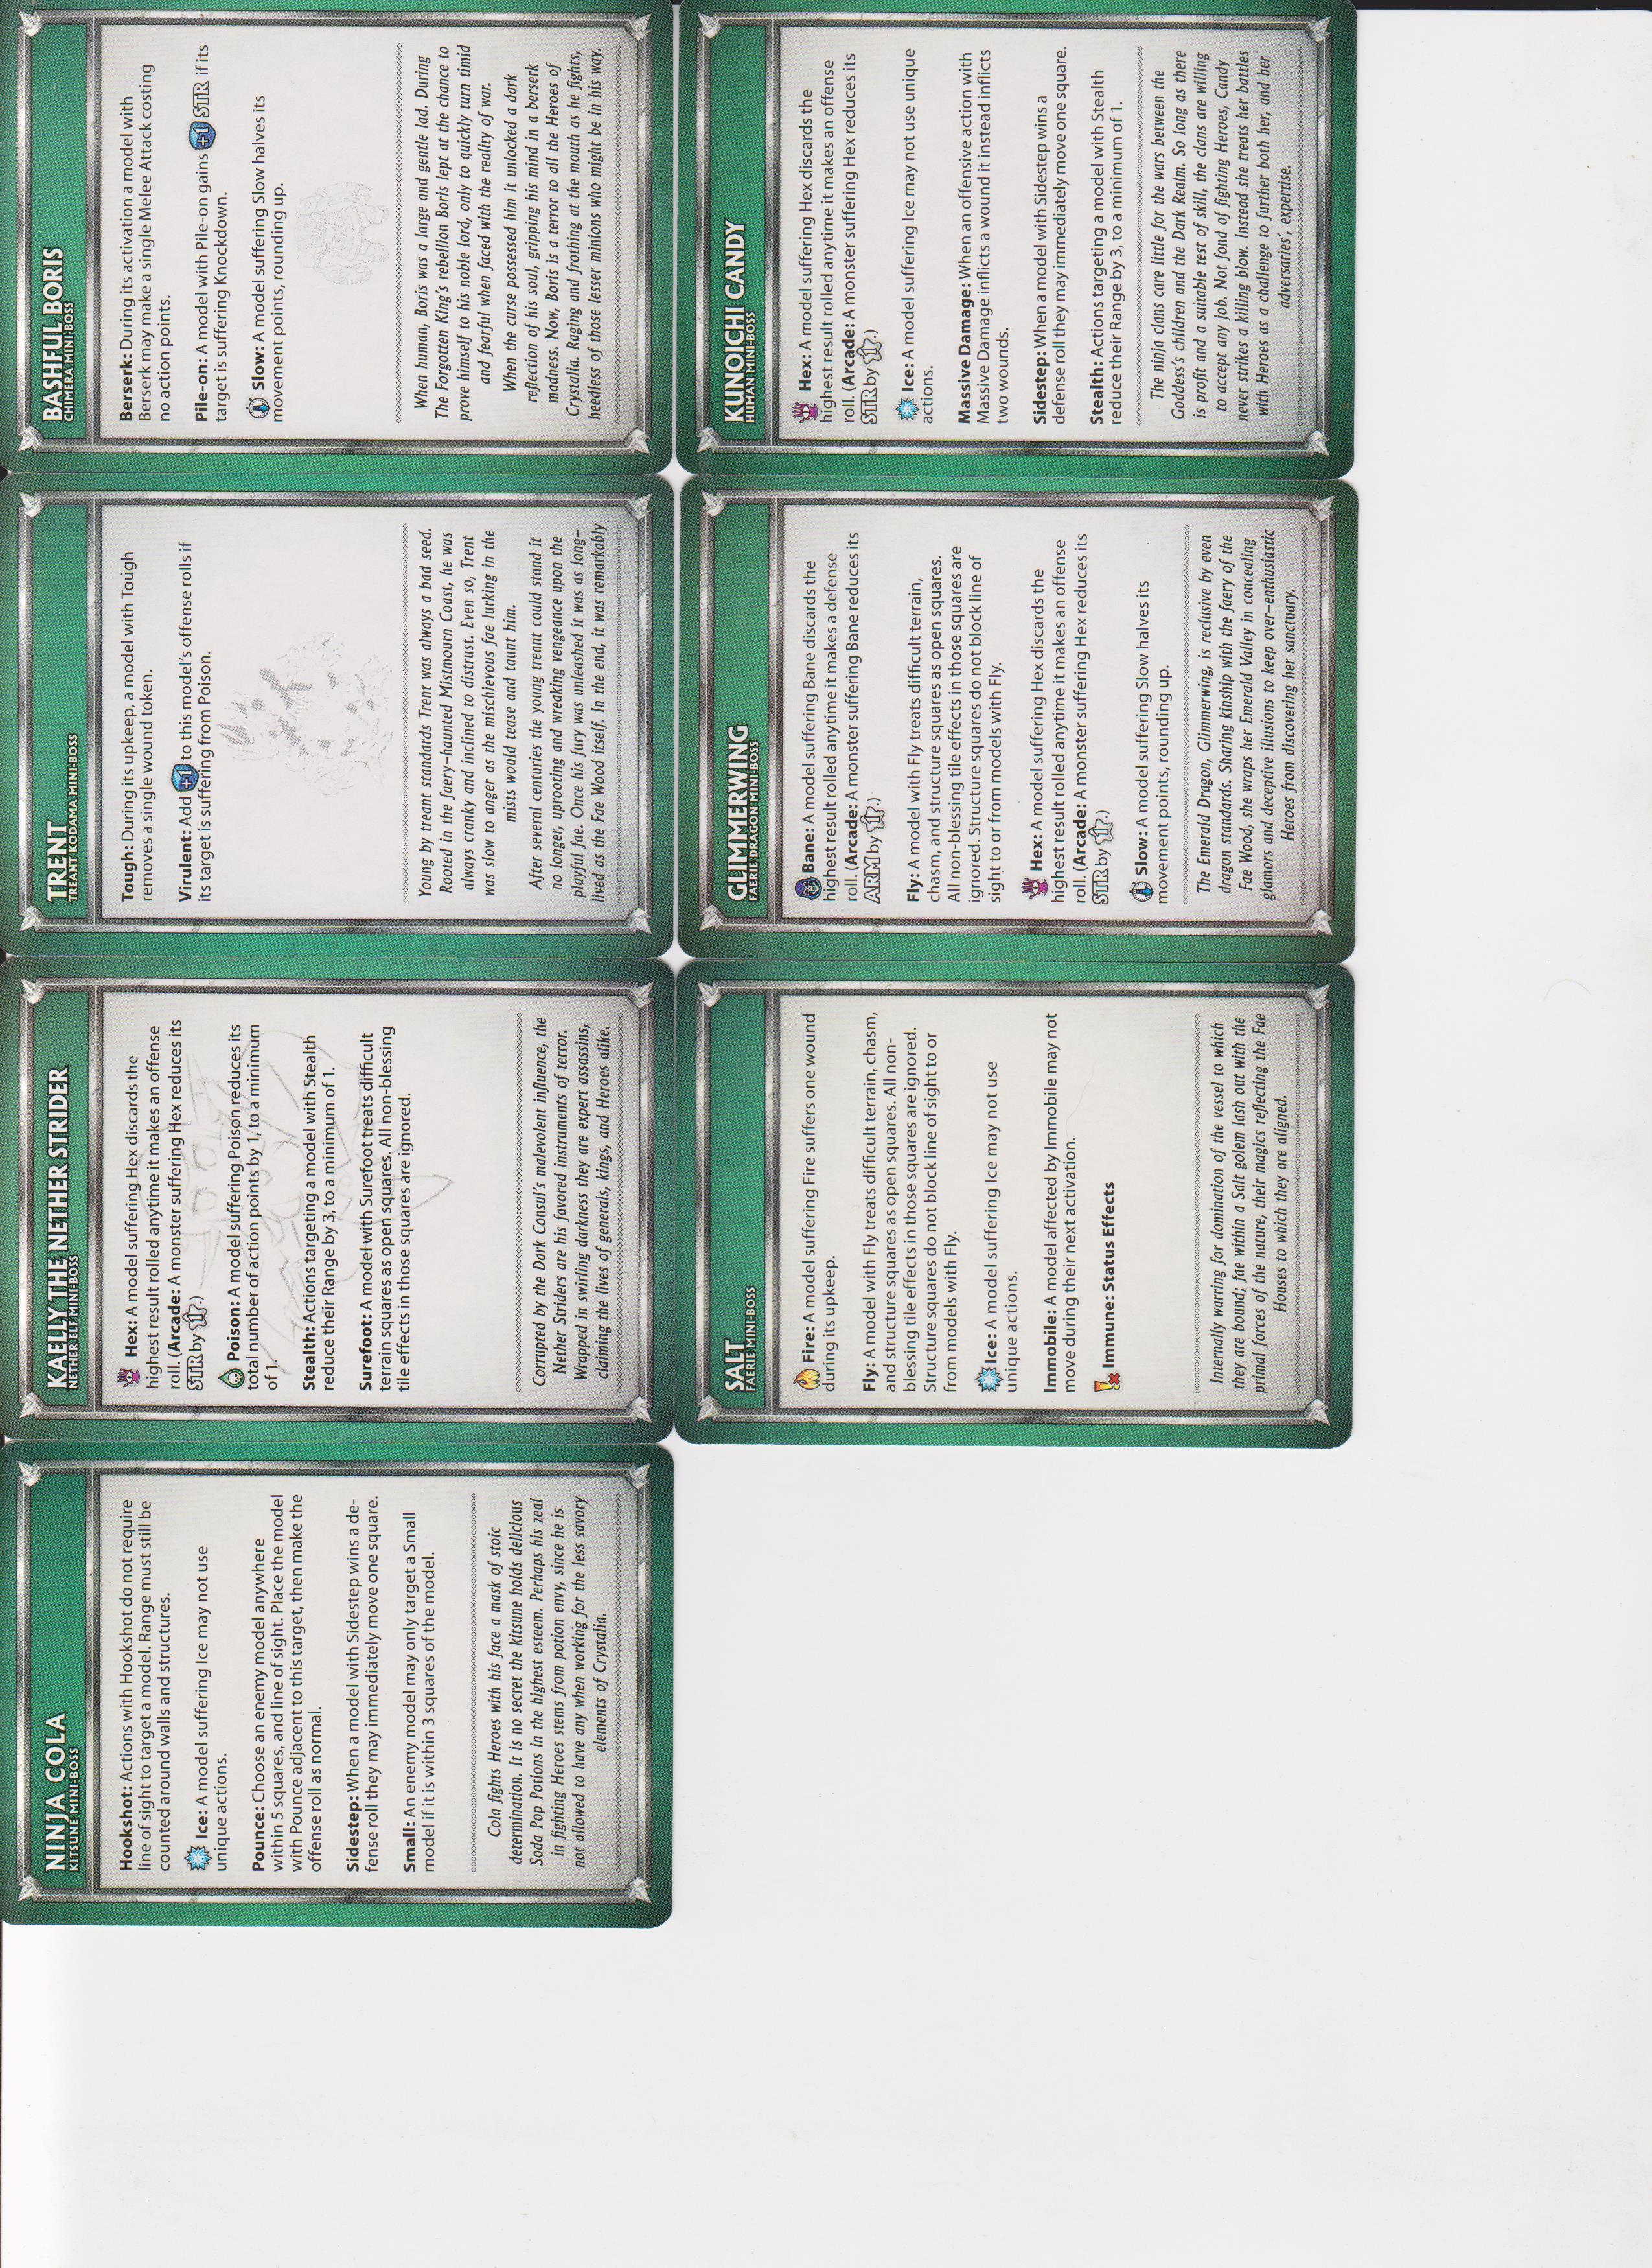 NINJA COLA
KITSUNE MINI-BOSS
Hookshot: Actions with Hookshot do not require
line of sight to target a model. Range must still be
counted around walls and structures.
Ice: A model suffering Ice may not use
unique actions.
Pounce: Choose an enemy model anywhere
within 5 squares, and line of sight. Place the model
with Pounce adjacent to this target, then make the
offense roll as normal.
Sidestep: When a model with Sidestep wins a de-
fense roll they may immediately move one square.
Small: An enemy model may only target a Small
model if it is within 3 squares of the model.
Cola fights Heroes with his face a mask of stoic
determination. It is no secret the kitsune holds delicious
Soda Pop Potions in the highest esteem. Perhaps his zeal
in fighting Heroes stems from potion envy, since he is
not allowed to have any when working for the less savory
elements of Crystalia.
KAELLY THE NETHER STRIDER
NETHER ELF MINI-BOSS
Hex: A model suffering Hex discards the
highest result rolled anytime it makes an offense
roll. (Arcade: A monster suffering Hex reduces its
STR by 1.)
Poison: A model suffering Poison reduces its
total number of action points by 1, to a minimum
of 1.
Stealth: Actions targeting a model with Stealth
reduce their Range by 3, to a minimum of 1.
Surefoot: A model with Surefoot treats difficult
terrain squares as open squares. All non-blessing
tile effects in those squares are ignored.
Corrupted by the Dark Consul's malevolent influence, the
Nether Striders are his favored instruments of terror.
Wrapped in swirling darkness they are expert assassins,
claiming the lives of generals, kings, and Heroes alike.
TRENT
TREANT KODAMA MINI-BOSS
Tough: During its upkeep, a model with Tough
removes a single wound token.
Virulent: Add +1 to this model's offense rolls if
its target is suffering from Poison.
Young by treant standards Trent was always a bad seed.
Rooted in the faery-haunted Mistmourn Coast, he was
always cranky and inclined to distrust. Even so, Trent
was slow to anger as the mischievous fae lurking in the
mists would tease and taunt him.
After several centuries the young treant could stand it
no longer, uprooting and wreaking vengeance upon the
playful fae. Once his fury was unleashed it was as long-
lived as the Fae Wood itself. In the end, it was remarkably
BASHFUL BORIS
CHIMERA MINI-BOSS
Berserk: During its activation a model with
Berserk may make a single Melee Attack costing
no action points.
Pile-on: A model with Pile-on gains +1 STR if its
target is suffering Knockdown.
Slow: A model suffering Slow halves its
movement points, rounding up.
When human, Boris was a large and gentle lad. During
The Forgotten King's rebellion Boris lept at the chance to
prove himself to his noble lord, only to quickly turn timid
and fearful when faced with the reality of war.
When the curse possessed him it unlocked a dark
reflection of his soul, gripping his mind in a berserk
madness. Now, Boris is a terror to all the Heroes of
Crystalia. Raging and frothing at the mouth as he fights,
heedless of those lesser minions who might be in his way.
SALT
FAERIE MINI-BOSS
Fire: A model suffering Fire suffers one wound
during its upkeep.
Fly: A model with Fly treats difficult terrain, chasm,
and structure squares as open squares. All non-
blessing tile effects in those squares are ignored.
Structure squares do not block line of sight to or
from models with Fly.
Ice: A model suffering Ice may not use
unique actions.
Immobile: A model affected by Immobile may not
move during their next activation.
Immune: Status Effects
Internally warring for domination of the vessel to which
they are bound; fae within a Salt golem lash out with the
primal forces of the nature, their magics reflecting the Fae
Houses to which they are aligned.
GLIMMERWING
FAERIE DRAGON MINI-BOSS
Bane: A model suffering Bane discards the
highest result rolled anytime it makes a defense
roll. (Arcade: A monster suffering Bane reduces its
ARM by 1.)
Fly: A model with Fly treats difficult terrain,
chasm, and structure squares as open squares.
All non-blessing tile effects in those squares are
ignored. Structure squares do not block line of
sight to or from models with Fly.
Hex: A model suffering Hex discards the
highest result rolled anytime it makes an offense
roll. (Arcade: A monster suffering Hex reduces its
STR by 1.)
Slow: A model suffering Slow halves its
movement points, rounding up.
The Emerald Dragon, Glimmerwing, is reclusive by even
dragon standards. Sharing kinship with the faery of the
Fae Wood, she wraps her Emerald Valley in concealing
glamors and deceptive illusions to keep over-enthusiastic
Heroes from discovering her sanctuary.
KUNOICHI CANDY
HUMAN MINI-BOSS
Hex: A model suffering Hex discards the
highest result rolled anytime it makes an offense
roll. (Arcade: A monster suffering Hex reduces its
STR by 1.)
Ice: A model suffering Ice may not use unique
actions.
Massive Damage: When an offensive action with
Massive Damage inflicts a wound it instead inflicts
two wounds.
Sidestep: When a model with Sidestep wins a
defense roll they may immediately move one square.
Stealth: Actions targeting a model with Stealth
reduce their Range by 3, to a minimum of 1.
The ninja clans care little for the wars between the
Goddess's children and the Dark Realm. So long as there
is profit and a suitable test of skill, the clans are willing
to accept any job. Not fond of fighting Heroes, Candy
never strikes a killing blow. Instead she treats her battles
with Heroes as a challenge to further both her, and her
adversaries', expertise.